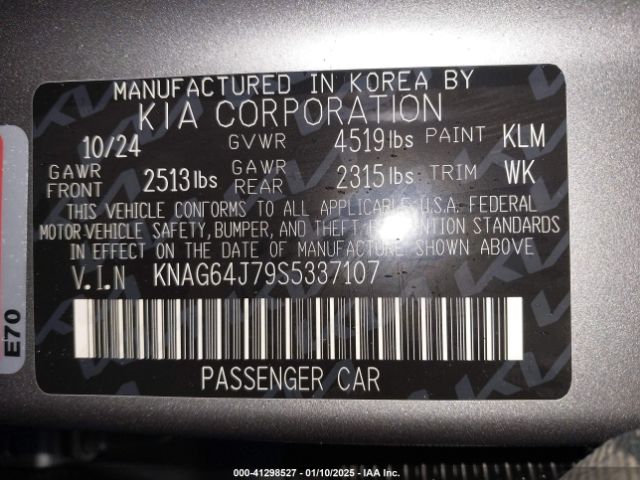 MANUFACTURED IN KOREA BY
KIA CORPORATION
10/24 GVWR 4519 lbs PAINT KLM
GAWR FRONT 2513 lbs GAWR REAR 2315 lbs TRIM WK
THIS VEHICLE CONFORMS TO ALL APPLICABLE U.S.A. FEDERAL
MOTOR-VEHICLE SAFETY, BUMPER, AND THEFT PREVENTION STANDARDS
IN EFFECT ON THE DATE OF MANUFACTURE SHOWN ABOVE
V.I.N KNAG64J79S5337107
PASSENGER CAR
E70
000-41298527 - 01/10/2025 - IAA Inc.